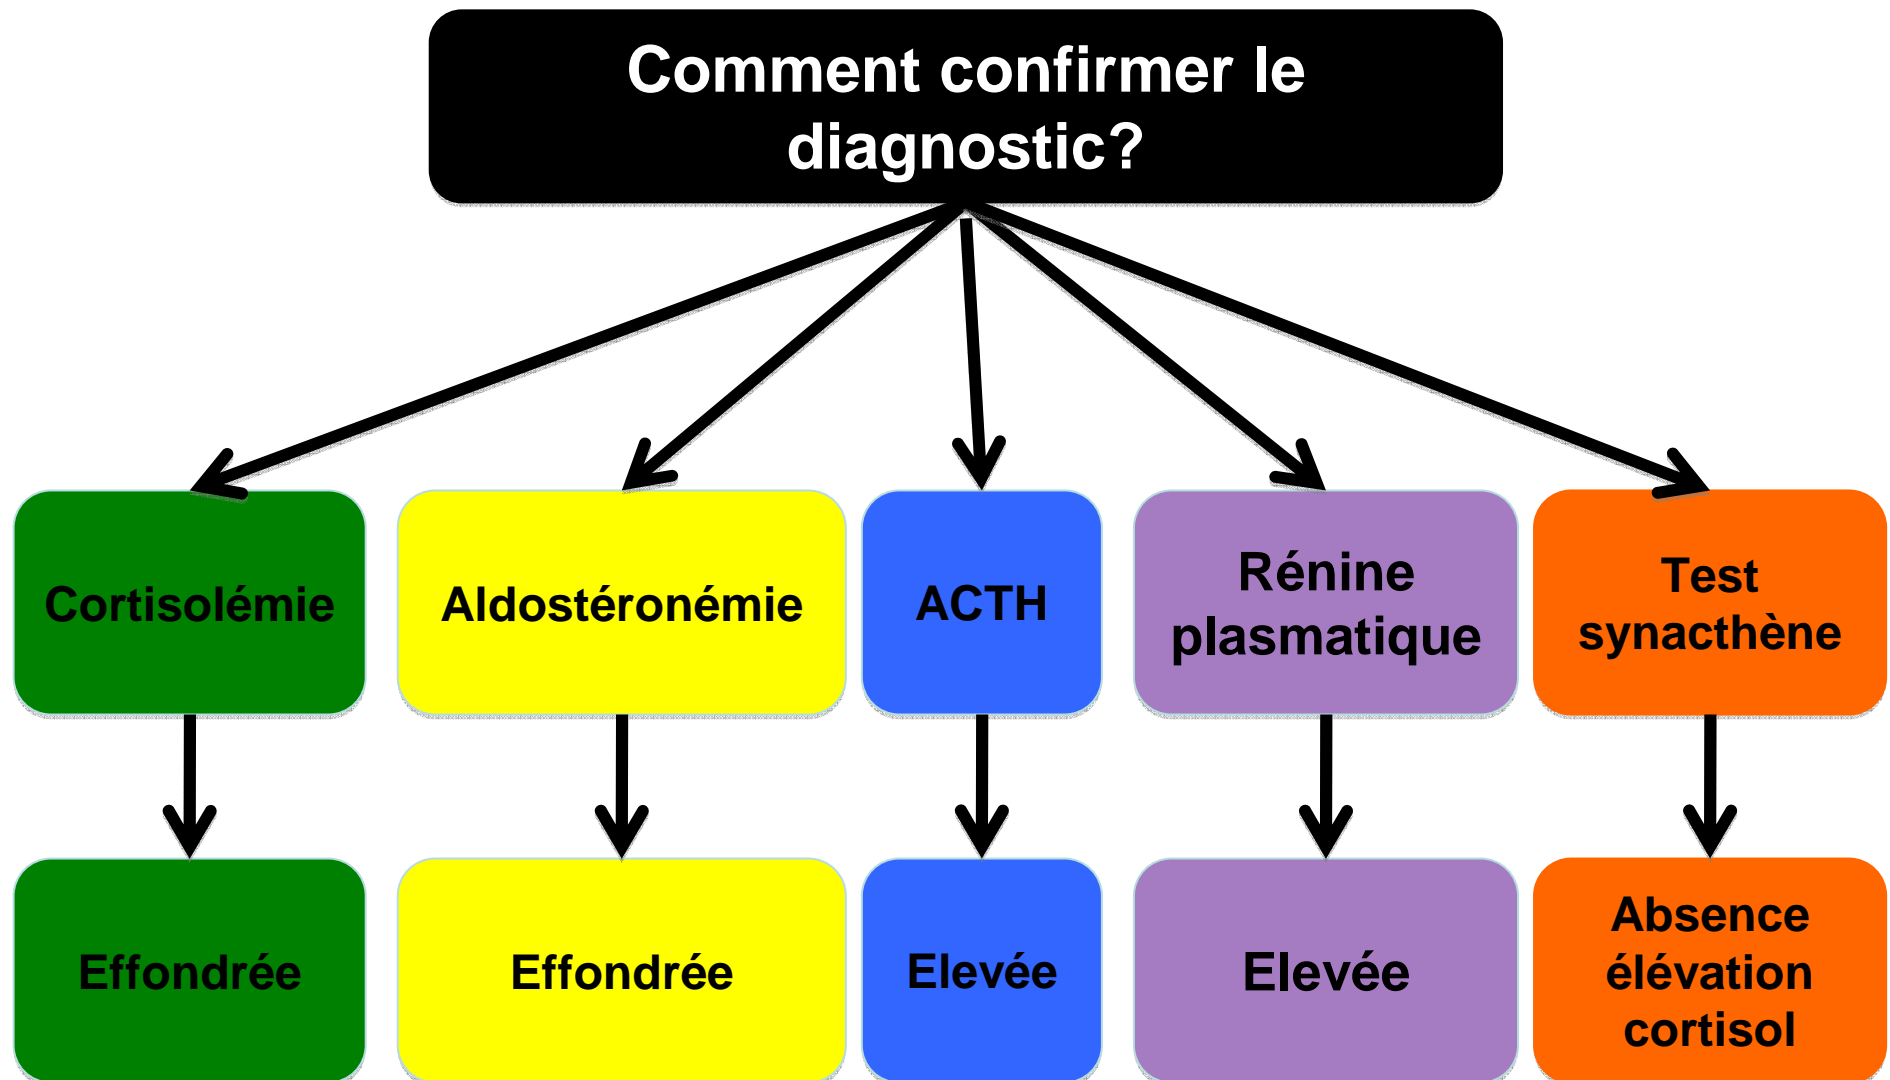 Comment confirmer le
diagnostic?
Cortisolémie
Aldostéronémie
ACTH
Rénine
plasmatique
Test
synacthène
Effondrée
Effondrée
Elevée
Elevée
Absence
élévation
cortisol